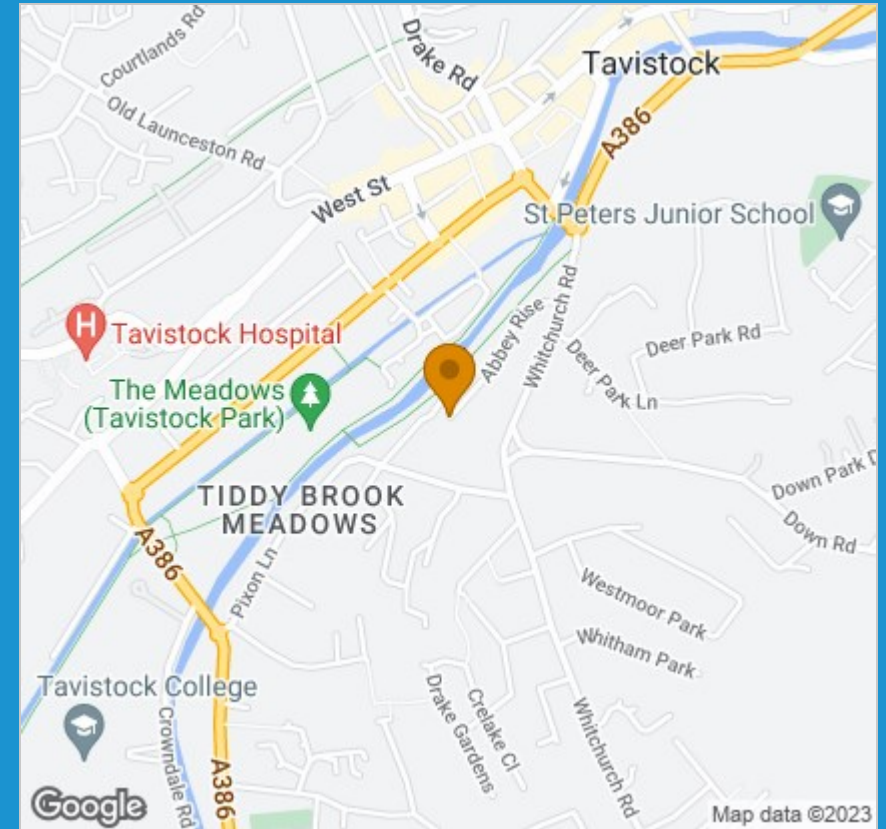 Courtlands Rd
Drake Rd
Tavistock
Old Launceston Rd
A386
West St
St Peters Junior School
H
Tavistock Hospital
Abbey Rise
Whitchurch Rd
Deer Park Rd
Deer Park Ln
The Meadows
(Tavistock Park)
Down Park D
TIDDY BROOK
MEADOWS
Down Rd
A386
Pixon Ln
Westmoor Park
Whitham Park
Tavistock College
Drake Gardens
Crelake Cl
Whitchurch Rd
Crowndale Rd
A386
Google
Map data ©2023